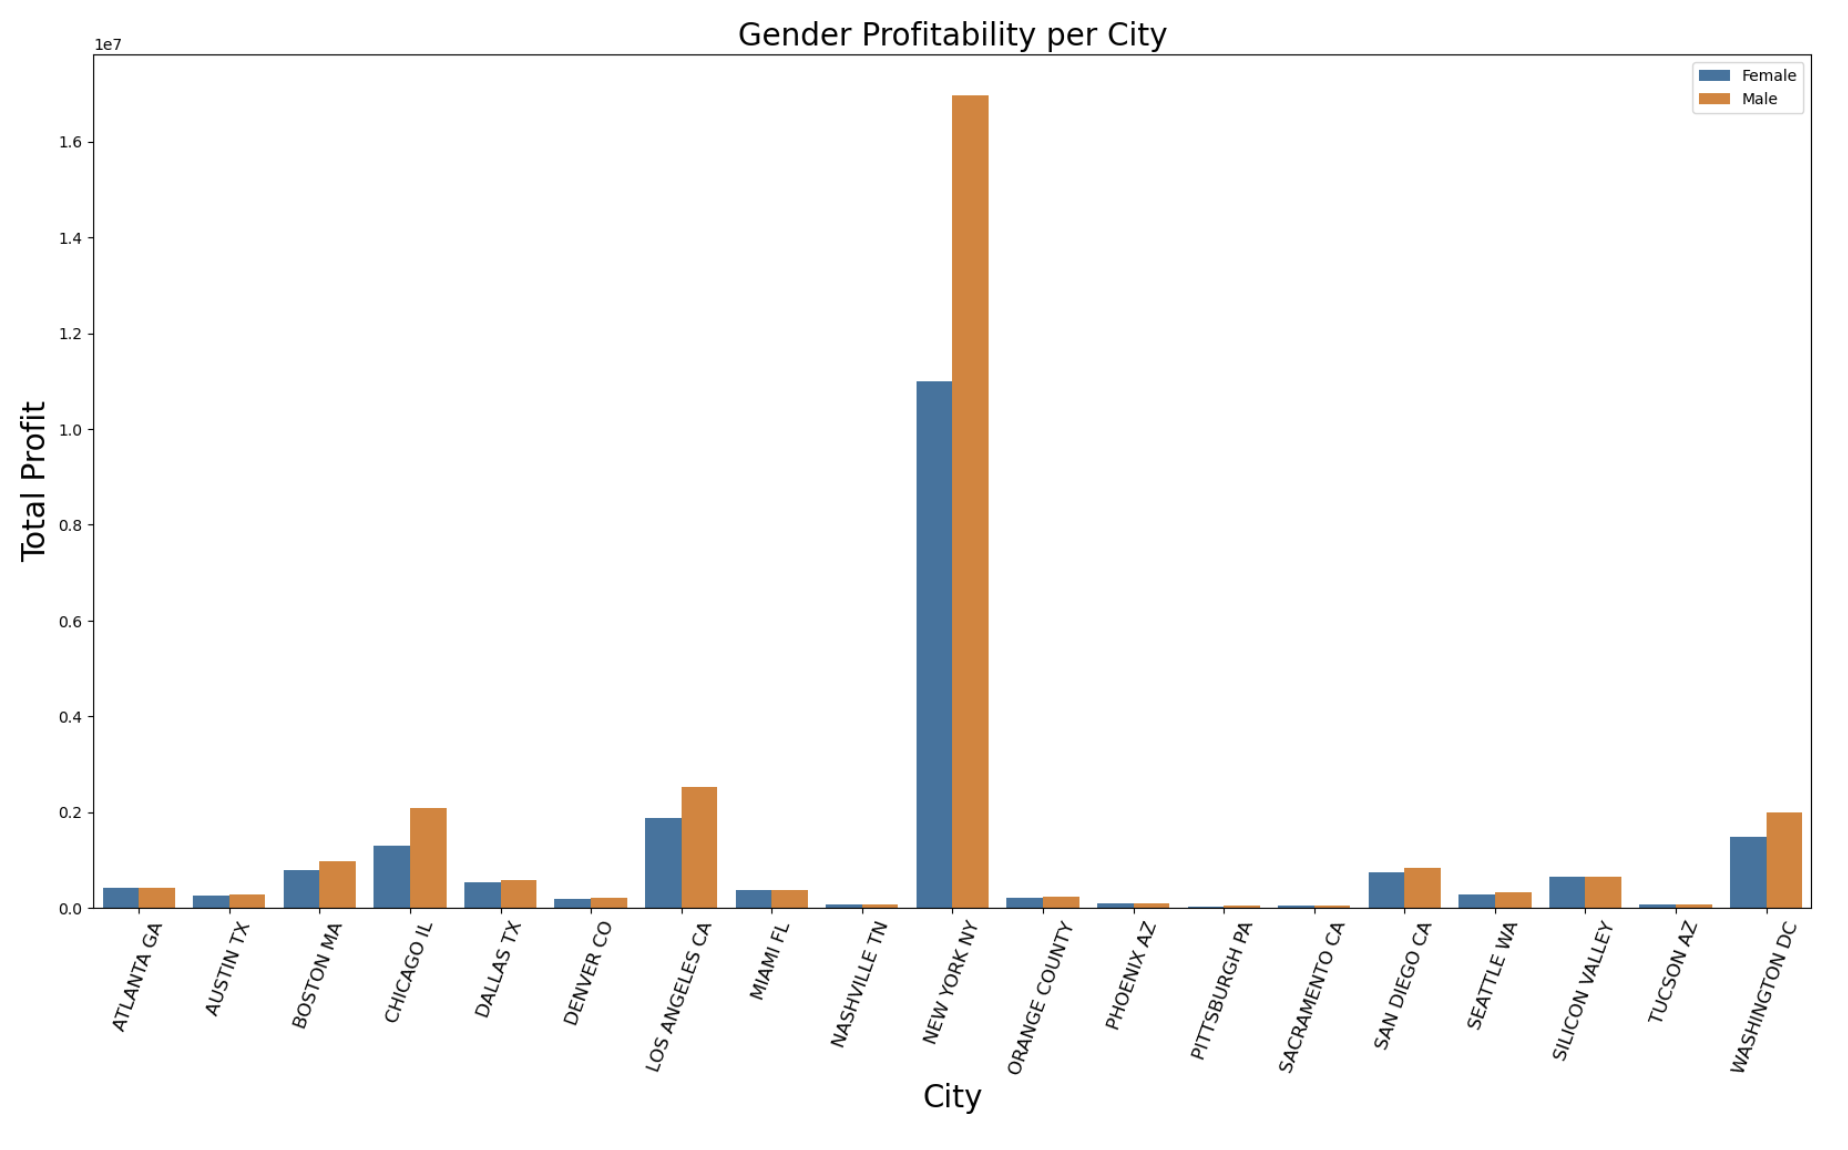 Gender Profitability per City
1e7
Female
Male
1.6
1.4
1.2
1.0
0.8
0.6
0.4
0.2
0.0
Total Profit
ATLANTA GA
AUSTIN TX
BOSTON MA
CHICAGO IL
DALLAS TX
DENVER CO
LOS ANGELES CA
MIAMI FL
NASHVILLE TN
NEW YORK NY
ORANGE COUNTY
PHOENIX AZ
PITTSBURGH PA
SACRAMENTO CA
SAN DIEGO CA
SEATTLE WA
SILICON VALLEY
TUCSON AZ
WASHINGTON DC
City